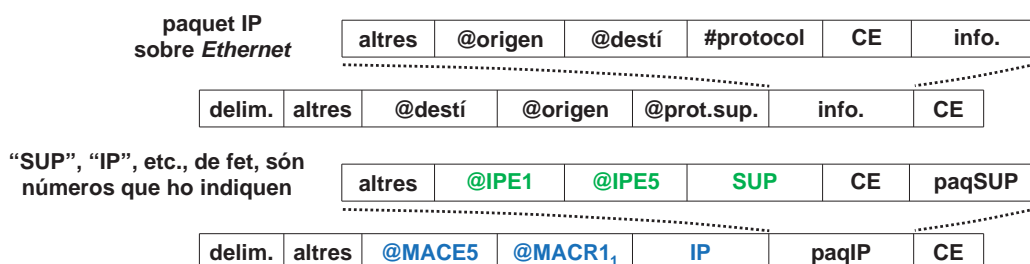 paquet IP
sobre Ethernet
altres @origen @destí #protocol CE info.
delim. altres @destí @origen @prot.sup. info. CE
“SUP”, “IP”, etc., de fet, són
números que ho indiquen
altres @IPE1 @IPE5 SUP CE paqSUP
delim. altres @MACE5 @MACR1₁ IP paqIP CE